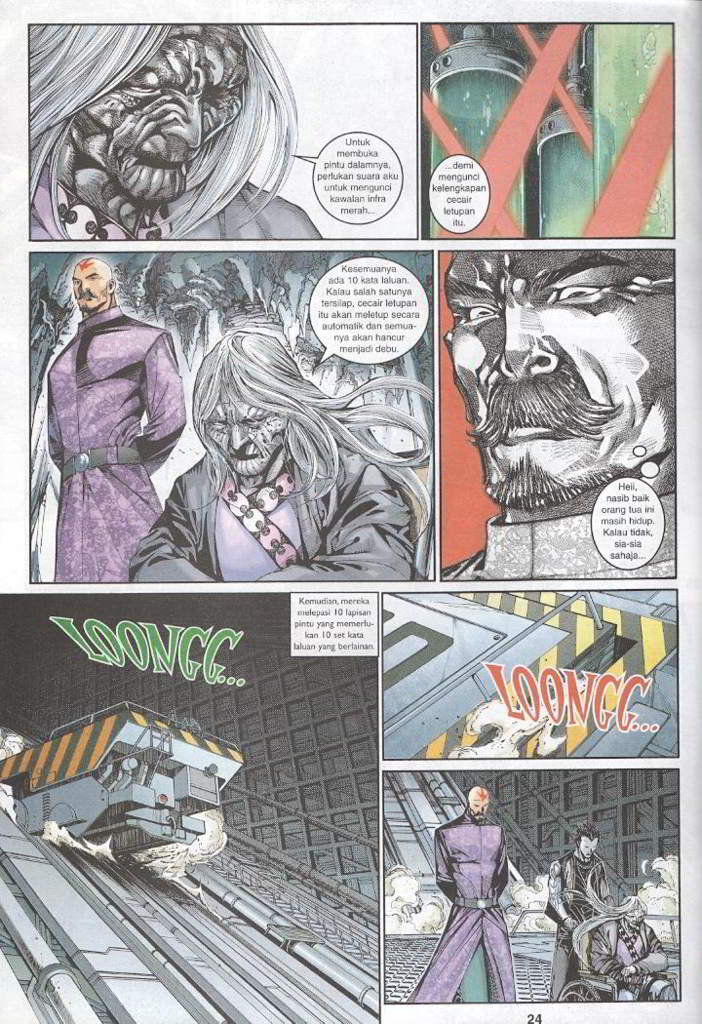 Untuk
membuka
pintu dalamnya,
perlukan suara aku
untuk mengunci
kawalan infra
merah...
...demi
mengunci
kelengkapan
cecair
letupan
itu.
Kesemuanya
ada 10 kata laluan.
Kalau salah satunya
tersilap, cecair letupan
itu akan meletup secara
automatik dan semua-
nya akan hancur
menjadi debu.
Heii,
nasib baik
orang tua ini
masih hidup.
Kalau tidak,
sia-sia
sahaja...
Kemudian, mereka
melepasi 10 lapisan
pintu yang memerlu-
kan 10 set kata
laluan yang berlainan.
LOONGG...
LOONGG...
24